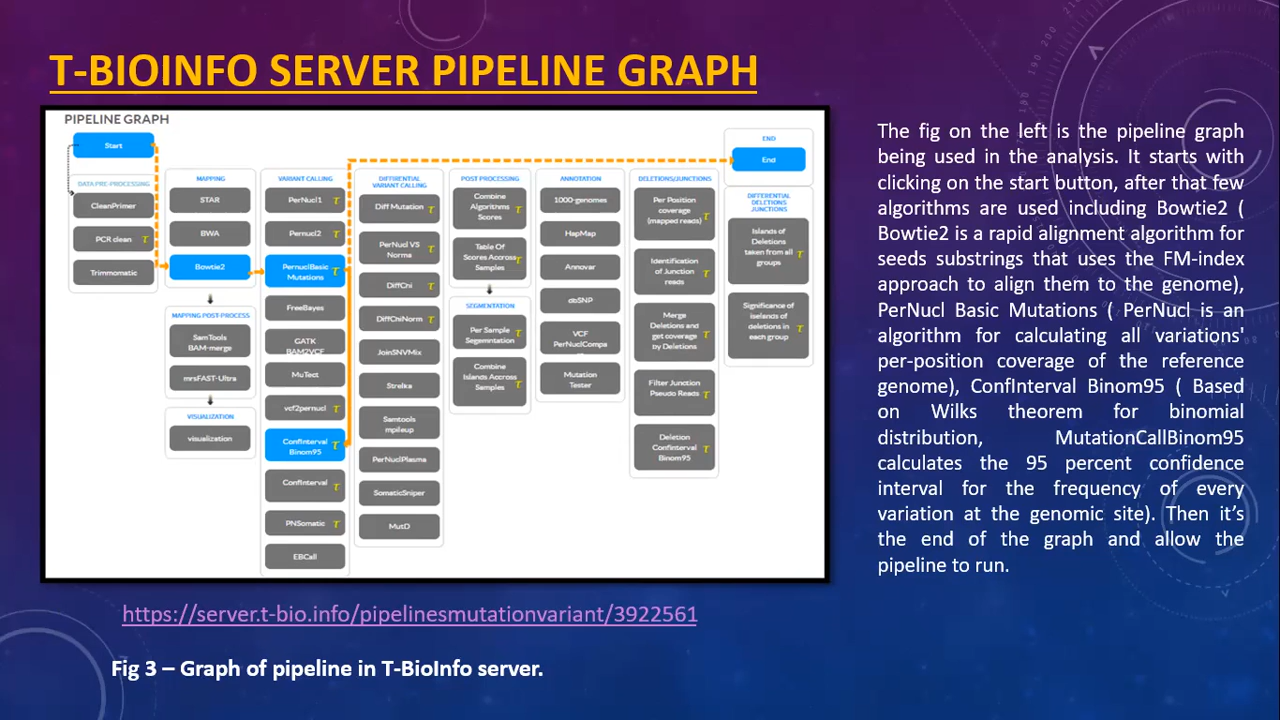 T-BIOINFO SERVER PIPELINE GRAPH
PIPELINE GRAPH
Start
DATA PRE-PROCESSING
CleanPrimer
PCR clean τ
Trimmomatic
MAPPING
STAR
BWA
Bowtie2
MAPPING POST-PROCESS
SamTools
BAM-merge
mrsFAST-Ultra
VISUALIZATION
visualization
VARIANT CALLING
PerNucl1 τ
Pernucl2 τ
PernuclBasic
Mutations τ
FreeBayes
GATK
BAM2VCF
MuTect
vcf2pernucl τ
ConfInterval
Binom95 τ
ConfInterval τ
PNSomatic τ
EBCall
DIFFRENTIAL
VARIANT CALLING
Diff Mutation τ
PerNucl VS
Norma τ
DiffChi τ
DiffChiNorm τ
JoinSNVMix
Strelka
Samtools
mpileup
PerNuclPlasma
SomaticSniper
MutD
POST PROCESSING
Combine
Algorithms
Scores τ
Table Of
Scores Accross
Samples τ
SEGMENTATION
Per Sample
Segemntation τ
Combine
Islands Accross
Samples τ
ANNOTATION
1000-genomes
HapMap
Annovar
dbSNP
VCF
PerNuclCompa
Mutation
Tester
DELETIONS/JUNCTIONS
Per Position
coverage
(mapped reads) τ
Identification
of Junction
reads τ
Merge
Deletions and
get coverage
by Deletions τ
Filter Junction
Pseudo Reads τ
Deletion
ConfInterval
Binom95 τ
END
End
DIFFERENTIAL
DELETIONS
JUNCTIONS
Islands of
Deletions
taken from all
groups τ
Significance of
iselands of
deletions in
each group τ
The fig on the left is the pipeline graph
being used in the analysis. It starts with
clicking on the start button, after that few
algorithms are used including Bowtie2 (
Bowtie2 is a rapid alignment algorithm for
seeds substrings that uses the FM-index
approach to align them to the genome),
PerNucl Basic Mutations ( PerNucl is an
algorithm for calculating all variations'
per-position coverage of the reference
genome), ConfInterval Binom95 ( Based
on Wilks theorem for binomial
distribution, MutationCallBinom95
calculates the 95 percent confidence
interval for the frequency of every
variation at the genomic site). Then it's
the end of the graph and allow the
pipeline to run.
https://server.t-bio.info/pipelinesmutationvariant/3922561
Fig 3 – Graph of pipeline in T-BioInfo server.